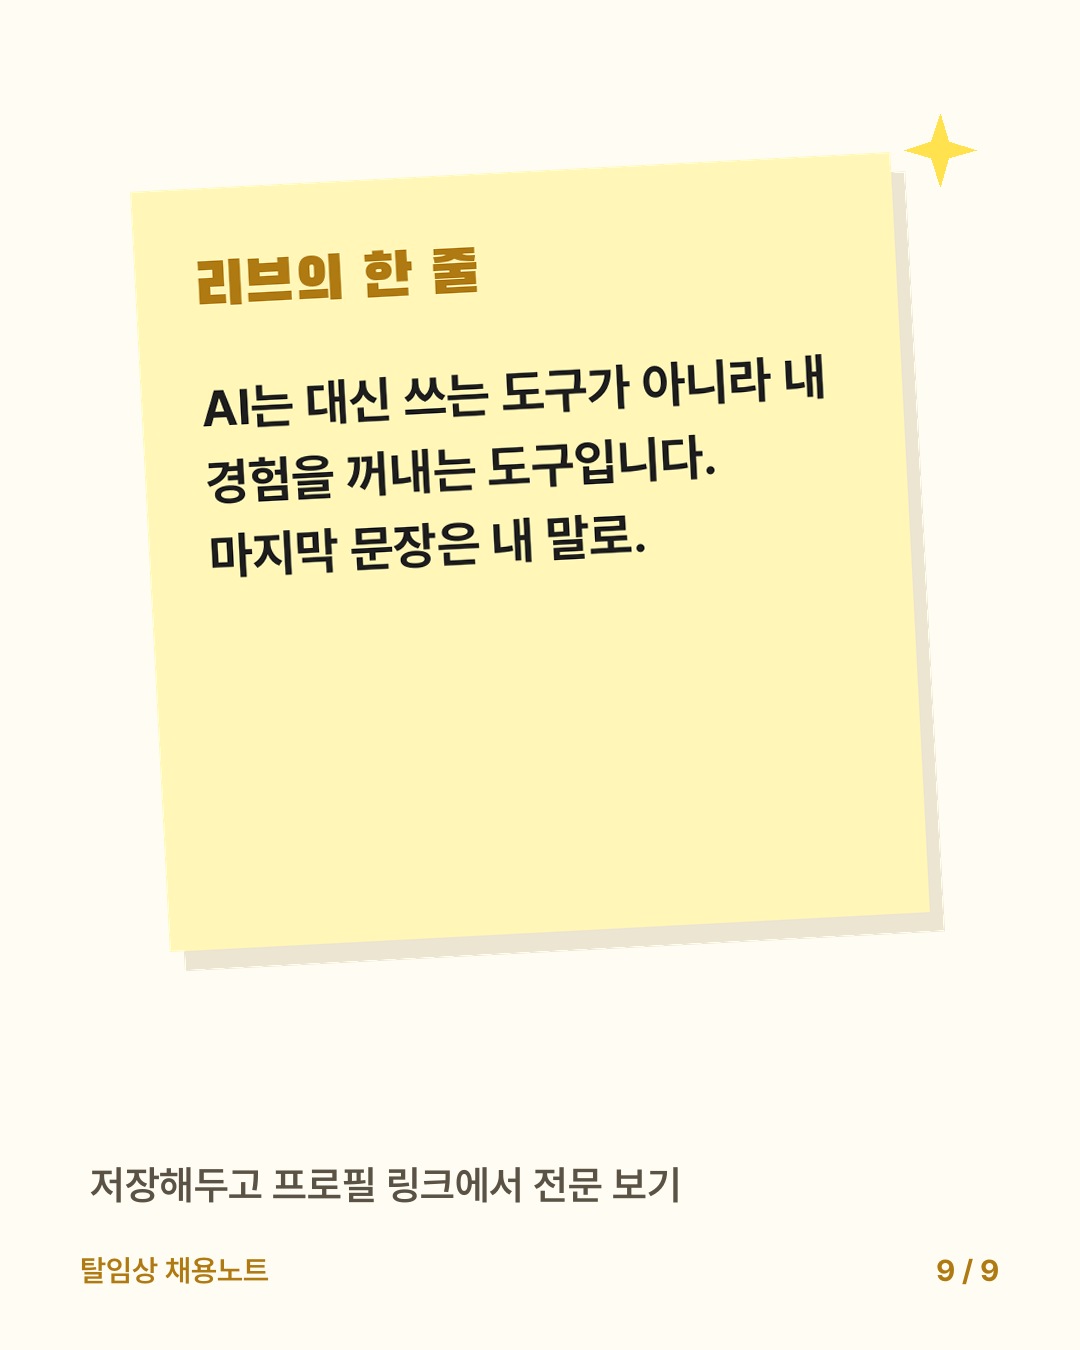 리브의 한 줄
AI는 대신 쓰는 도구가 아니라 내
경험을 꺼내는 도구입니다.
마지막 문장은 내 말로.
저장해두고 프로필 링크에서 전문 보기
탈임상 채용노트
9 / 9